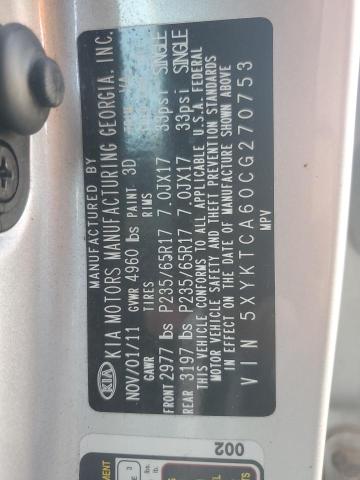 MANUFACTURED BY
KIA KIA MOTORS MANUFACTURING GEORGIA, INC.
NOV/01/11 GVWR 4960 lbs PAINT 3D
GAWR TIRES RIMS
FRONT 2977 lbs P235/65R17 7.0JX17 33psi SINGLE
REAR 3197 lbs P235/65R17 7.0JX17 33psi SINGLE
THIS VEHICLE CONFORMS TO ALL APPLICABLE U.S.A. FEDERAL
MOTOR VEHICLE SAFETY AND THEFT PREVENTION STANDARDS
IN EFFECT ON THE DATE OF MANUFACTURE SHOWN ABOVE
VIN 5XYKTCA60CG270753
MPV
002